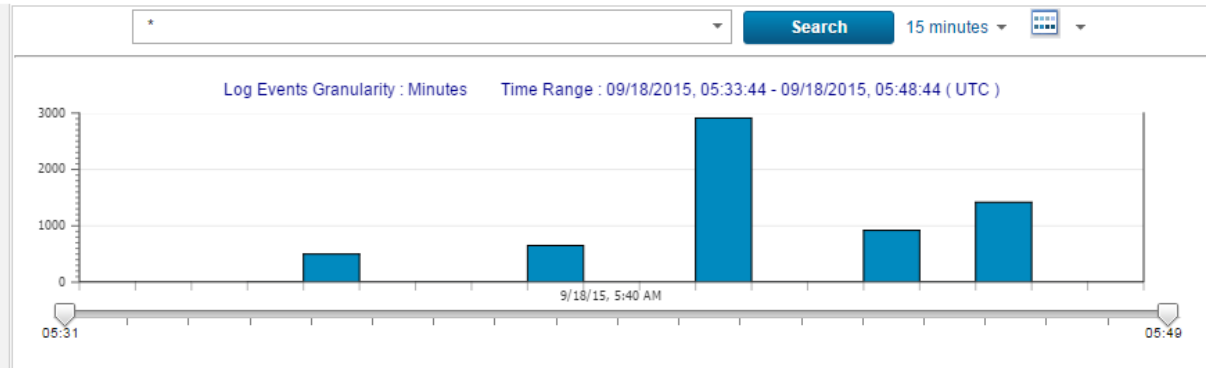 * Search 15 minutes
Log Events Granularity : Minutes Time Range : 09/18/2015, 05:33:44 - 09/18/2015, 05:48:44 ( UTC )
3000
2000
1000
0
9/18/15, 5:40 AM
05:31 05:49